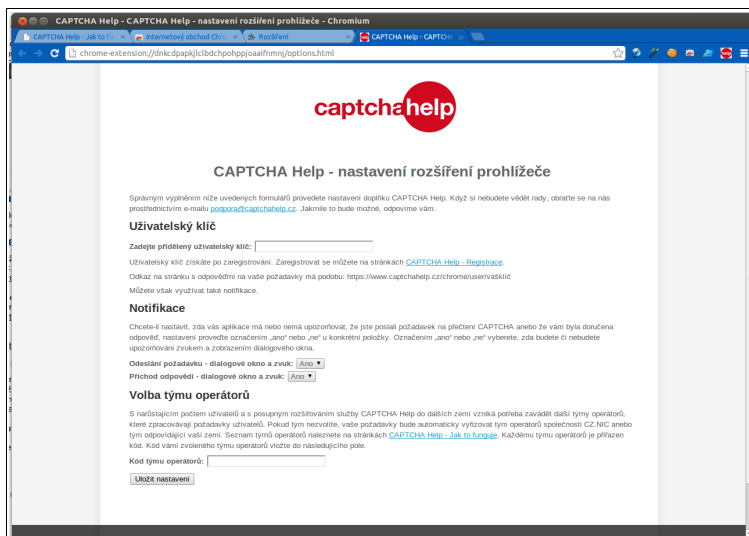 CAPTCHA Help - CAPTCHA Help - nastavení rozšíření prohlížeče - Chromium
CAPTCHA Help - Jak to fu
Internetový obchod Chro
Rozšíření
CAPTCHA Help - CAPTCH
chrome-extension://dnkcdpapkjlclbdchpohppjoaaifnmnj/options.html
captchahelp
CAPTCHA Help - nastavení rozšíření prohlížeče
Správným vyplněním níže uvedených formulářů provedete nastavení doplňku CAPTCHA Help. Když si nebudete vědět rady, obraťte se na nás
prostřednictvím e-mailu podpora@captchahelp.cz. Jakmile to bude možné, odpovíme vám.
Uživatelský klíč
Zadejte přidělený uživatelský klíč:
Uživatelský klíč získáte po zaregistrování. Zaregistrovat se můžete na stránkách CAPTCHA Help - Registrace.
Odkaz na stránku s odpověďmi na vaše požadavky má podobu: https://www.captchahelp.cz/chrome/user/vášklíč
Můžete však využívat také notifikace.
Notifikace
Chcete-li nastavit, zda vás aplikace má nebo nemá upozorňovat, že jste poslali požadavek na přečtení CAPTCHA anebo že vám byla doručena
odpověď, nastavení proveďte označením „ano" nebo „ne" u konkrétní položky. Označením „ano" nebo „ne" vyberete, zda budete či nebudete
upozorňováni zvukem a zobrazením dialogového okna.
Odeslání požadavku - dialogové okno a zvuk: Ano
Příchod odpovědi - dialogové okno a zvuk: Ano
Volba týmu operátorů
S narůstajícím počtem uživatelů a s posupným rozšiřováním služby CAPTCHA Help do dalších zemí vzniká potřeba zavádět další týmy operátorů,
které zpracovávají požadavky uživatelů. Pokud tým nezvolíte, vaše požadavky bude automaticky vyřizovat tým operátorů společnosti CZ.NIC anebo
tým odpovídající vaší zemi. Seznam týmů operátorů naleznete na stránkách CAPTCHA Help - Jak to funguje. Každému týmu operátorů je přiřazen
kód. Kód vámi zvoleného týmu operátorů vložte do následujícího pole.
Kód týmu operátorů:
Uložit nastavení